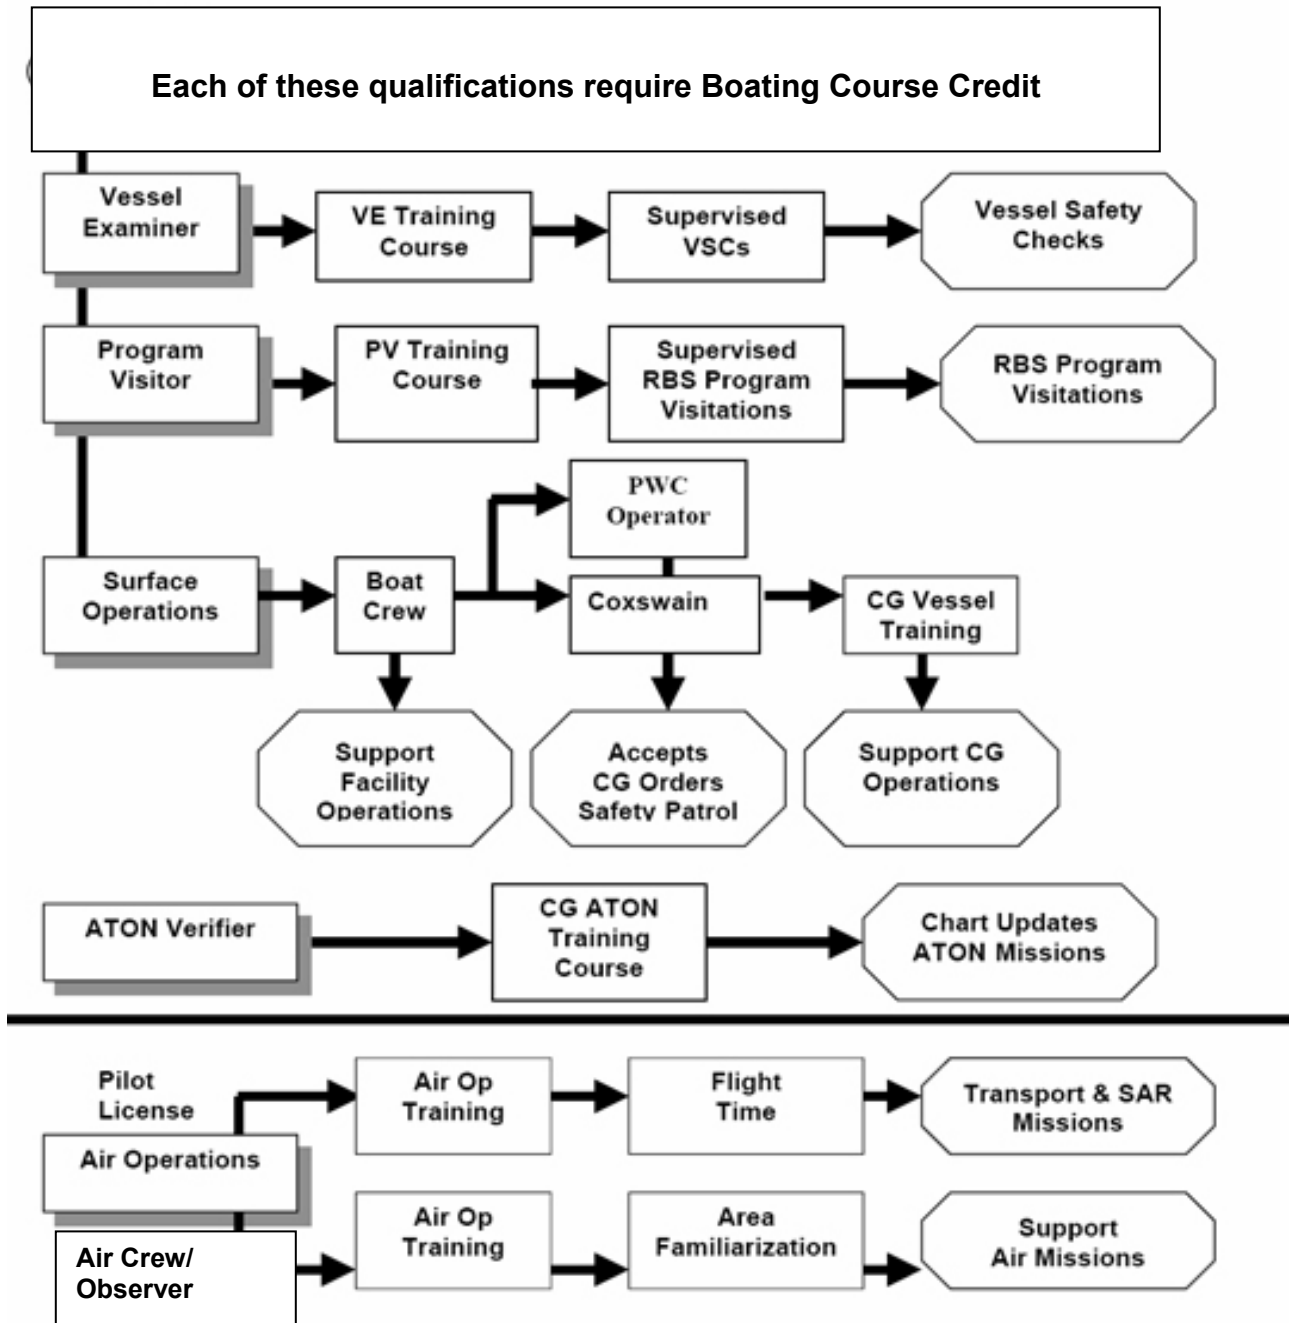 Each of these qualifications require Boating Course Credit
Vessel
Examiner
VE Training
Course
Supervised
VSCs
Vessel Safety
Checks
Program
Visitor
PV Training
Course
Supervised
RBS Program
Visitations
RBS Program
Visitations
PWC
Operator
Surface
Operations
Boat
Crew
Coxswain
CG Vessel
Training
Support
Facility
Operations
Accepts
CG Orders
Safety Patrol
Support CG
Operations
ATON Verifier
CG ATON
Training
Course
Chart Updates
ATON Missions
Pilot
License
Air Op
Training
Flight
Time
Transport & SAR
Missions
Air Operations
Air Crew/
Observer
Air Op
Training
Area
Familiarization
Support
Air Missions